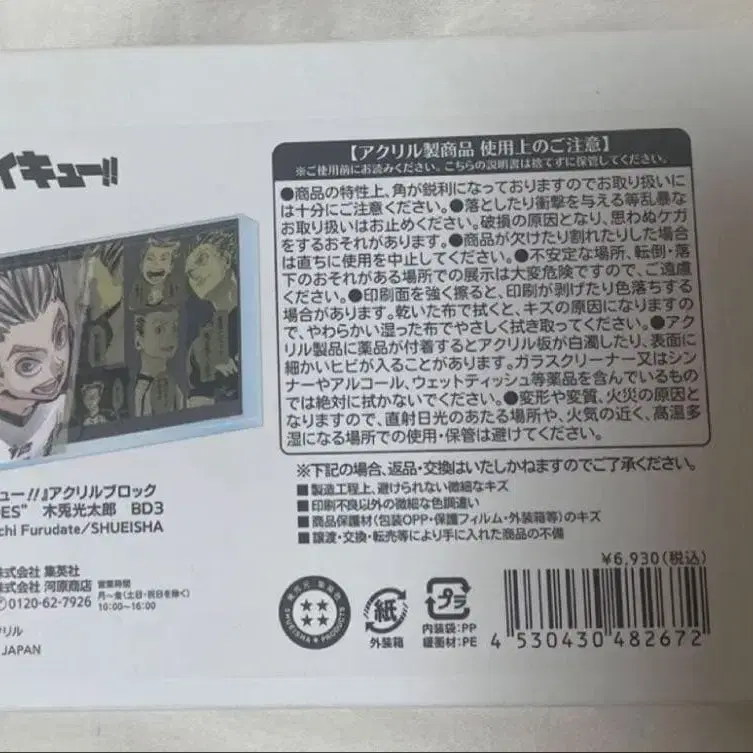 イキュー!!
【アクリル製商品 使用上のご注意】
※ご使用前にお読みください。こちらの説明書は捨てずに保管してください。
●商品の特性上、角が鋭利になっておりますのでお取り扱いに
は十分にご注意ください。●落としたり衝撃を与える等乱暴な
お取り扱いはお止めください。破損の原因となり、思わぬケガ
をするおそれがあります。●商品が欠けたり割れたりした場合
は直ちに使用を中止してください。●不安定な場所、転倒・落
下のおそれがある場所での展示は大変危険ですので、ご遠慮
ください。●印刷面を強く擦ると、印刷が剥げたり色落ちする
場合があります。乾いた布で拭くと、キズの原因になりますの
で、やわらかい湿った布でやさしく拭き取ってください。●アク
リル製品に薬品が付着するとアクリル板が白濁したり、表面に
細かいヒビが入ることがあります。ガラスクリーナー又はシン
ナーやアルコール、ウェットティッシュ等薬品を含んでいるもの
では絶対に拭かないでください。●変形や変質、火災の原因と
なりますので、直射日光のあたる場所や、火気の近く、高温多
湿になる場所での使用・保管は避けてください。
※下記の場合、返品・交換はいたしかねますのでご了承ください。
■製造工程上、避けられない微細なキズ
■印刷不良以外の微細な色調違い
■商品保護材(包装OPP・保護フィルム・外装箱等)のキズ
■譲渡・交換・転売等により手に入れた商品の不備
ュー!!』アクリルブロック
DES” 木兎光太郎 BD3
chi Furudate/SHUEISHA
株式会社 集英社
株式会社 河原商店
0120-62-7926
営業時間
月~金(土日・祝日を除く)
10:00~16:00
クリル
JAPAN
SHUEISHA PRODUCTS
紙
外装箱
プラ
内装袋:PP
緩衝材:PE
¥6,930(税込)
4 530430 482672